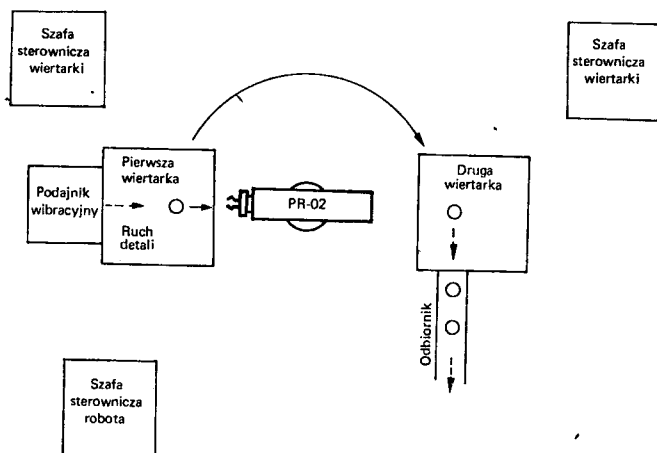 Szafa
sterownicza
wiertarki
Szafa
sterownicza
wiertarki
Pierwsza
wiertarka
Podajnik
wibracyjny
Ruch
detali
PR-02
Druga
wiertarka
Odbiornik
Szafa
sterownicza
robota